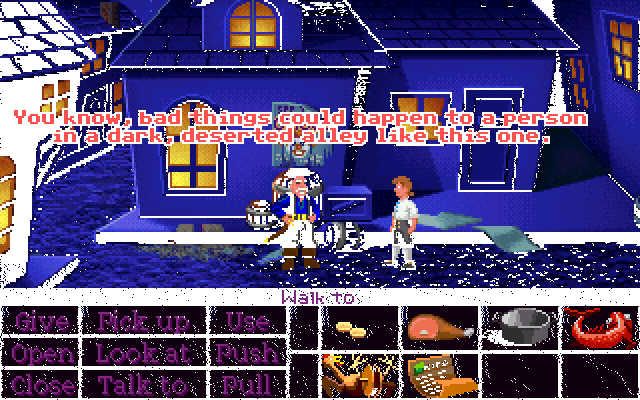 You know, bad things could happen to a person
in a dark, deserted alley like this one.
Walk to
Give Pick up Use
Open Look at Push
Close Talk to Pull